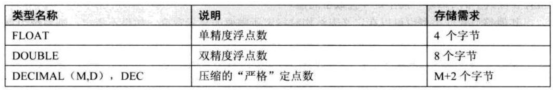 类型名称 说明 存储需求
FLOAT 单精度浮点数 4 个字节
DOUBLE 双精度浮点数 8 个字节
DECIMAL（M,D），DEC 压缩的“严格”定点数 M+2 个字节